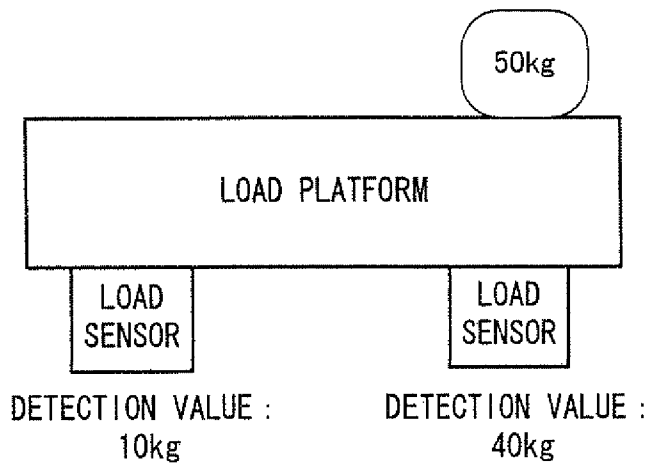 50kg
LOAD PLATFORM
LOAD
SENSOR
LOAD
SENSOR
DETECTION VALUE :
10kg
DETECTION VALUE :
40kg